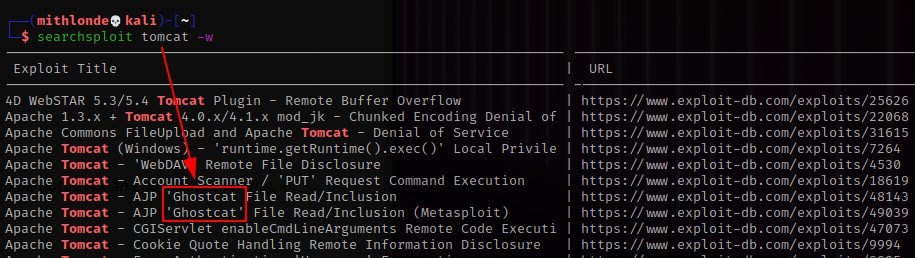 ┌──(mithlonde💀kali)-[~]
└─$ searchsploit tomcat -w
Exploit Title | URL
4D WebSTAR 5.3/5.4 Tomcat Plugin - Remote Buffer Overflow | https://www.exploit-db.com/exploits/25626
Apache 1.3.x + Tomcat 4.0.x/4.1.x mod_jk - Chunked Encoding Denial of | https://www.exploit-db.com/exploits/22068
Apache Commons FileUpload and Apache Tomcat - Denial of Service | https://www.exploit-db.com/exploits/31615
Apache Tomcat (Windows) - 'runtime.getRuntime().exec()' Local Privile | https://www.exploit-db.com/exploits/7264
Apache Tomcat - 'WebDAV' Remote File Disclosure | https://www.exploit-db.com/exploits/4530
Apache Tomcat - Account Scanner / 'PUT' Request Command Execution | https://www.exploit-db.com/exploits/18619
Apache Tomcat - AJP 'Ghostcat File Read/Inclusion | https://www.exploit-db.com/exploits/48143
Apache Tomcat - AJP 'Ghostcat' File Read/Inclusion (Metasploit) | https://www.exploit-db.com/exploits/49039
Apache Tomcat - CGIServlet enableCmdLineArguments Remote Code Executi | https://www.exploit-db.com/exploits/47073
Apache Tomcat - Cookie Quote Handling Remote Information Disclosure | https://www.exploit-db.com/exploits/9994